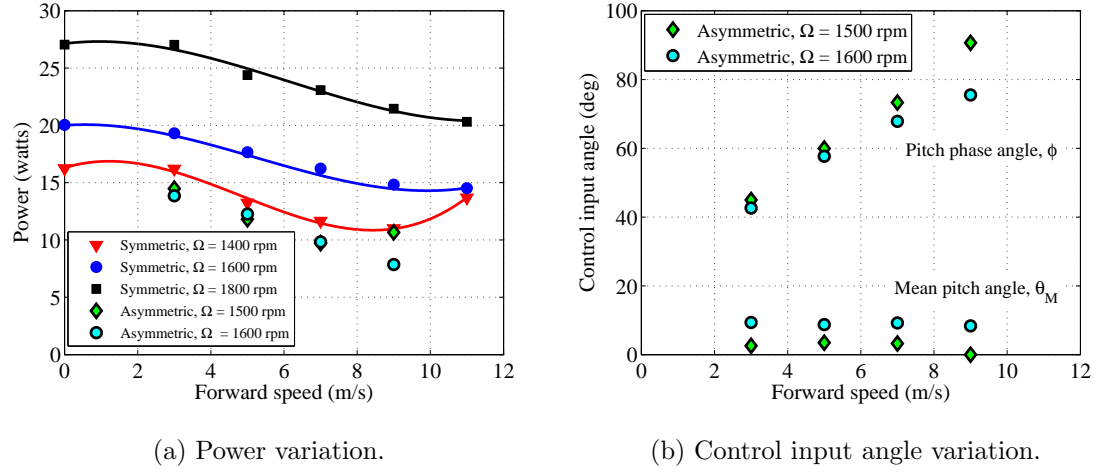 30
25
20
15
10
5
0
0 2 4 6 8 10 12
Power (watts)
Forward speed (m/s)
Symmetric, Ω = 1400 rpm
Symmetric, Ω = 1600 rpm
Symmetric, Ω = 1800 rpm
Asymmetric, Ω = 1500 rpm
Asymmetric, Ω = 1600 rpm
(a) Power variation.
100
80
60
40
20
0
0 2 4 6 8 10 12
Control input angle (deg)
Forward speed (m/s)
Asymmetric, Ω = 1500 rpm
Asymmetric, Ω = 1600 rpm
Pitch phase angle, ϕ
Mean pitch angle, θ_M
(b) Control input angle variation.